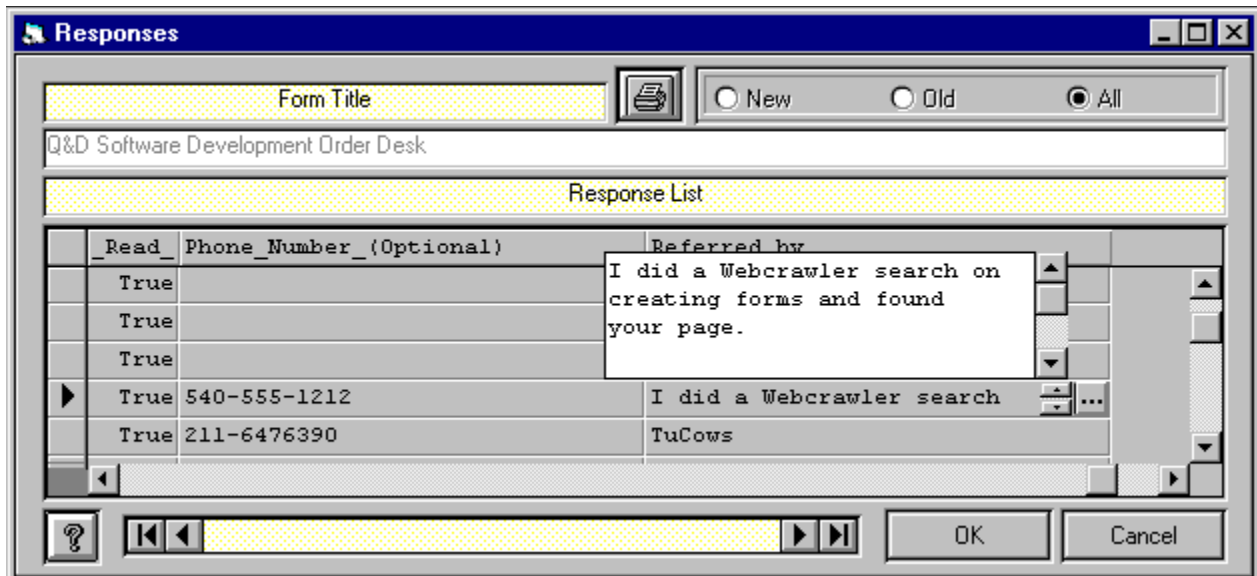 Responses
Form Title
New Old All
Q&D Software Development Order Desk
Response List
_Read_ Phone_Number_(Optional) Referred by
True
I did a Webcrawler search on
creating forms and found
your page.
True
True
True 540-555-1212 I did a Webcrawler search ...
True 211-6476390 TuCows
? OK Cancel